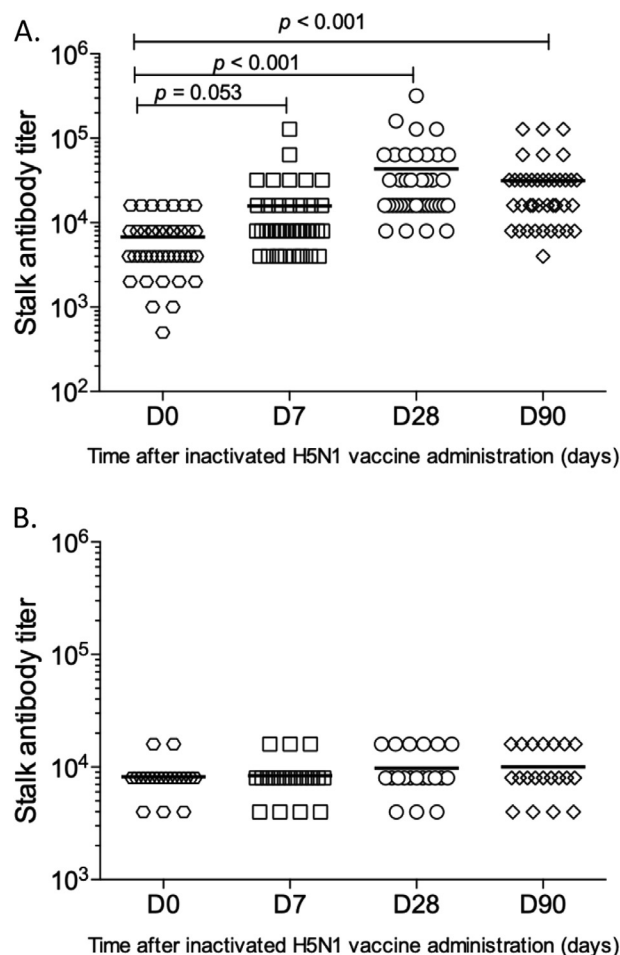 A.
p < 0.001
p < 0.001
p = 0.053
10⁶
10⁵
10⁴
10³
10²
Stalk antibody titer
D0 D7 D28 D90
Time after inactivated H5N1 vaccine administration (days)
B.
10⁶
10⁵
10⁴
10³
Stalk antibody titer
D0 D7 D28 D90
Time after inactivated H5N1 vaccine administration (days)